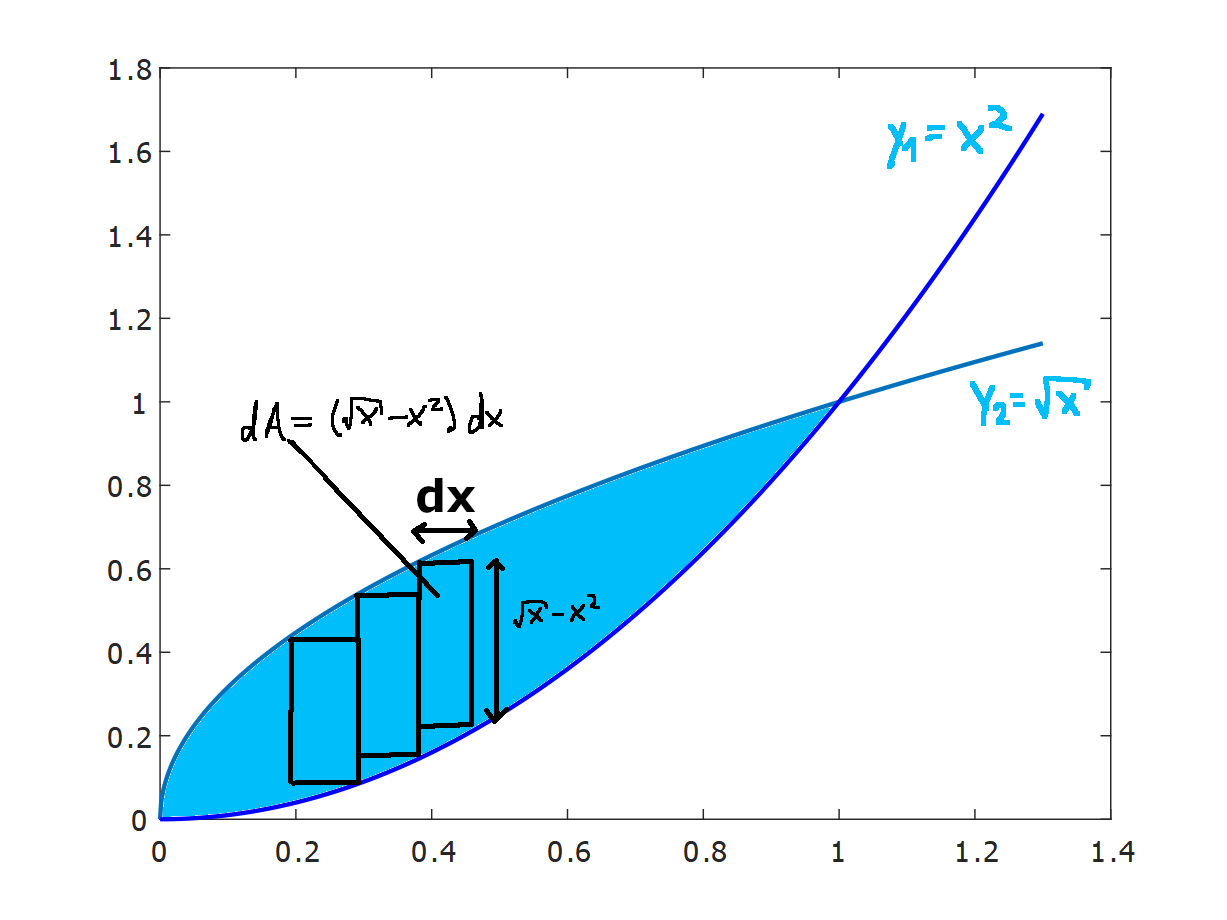 1.8
y₁ = x²
1.6
1.4
1.2
1
y₂ = √x
dA = (√x - x²) dx
dx
0.8
0.6
√x - x²
0.4
0.2
0
0 0.2 0.4 0.6 0.8 1 1.2 1.4